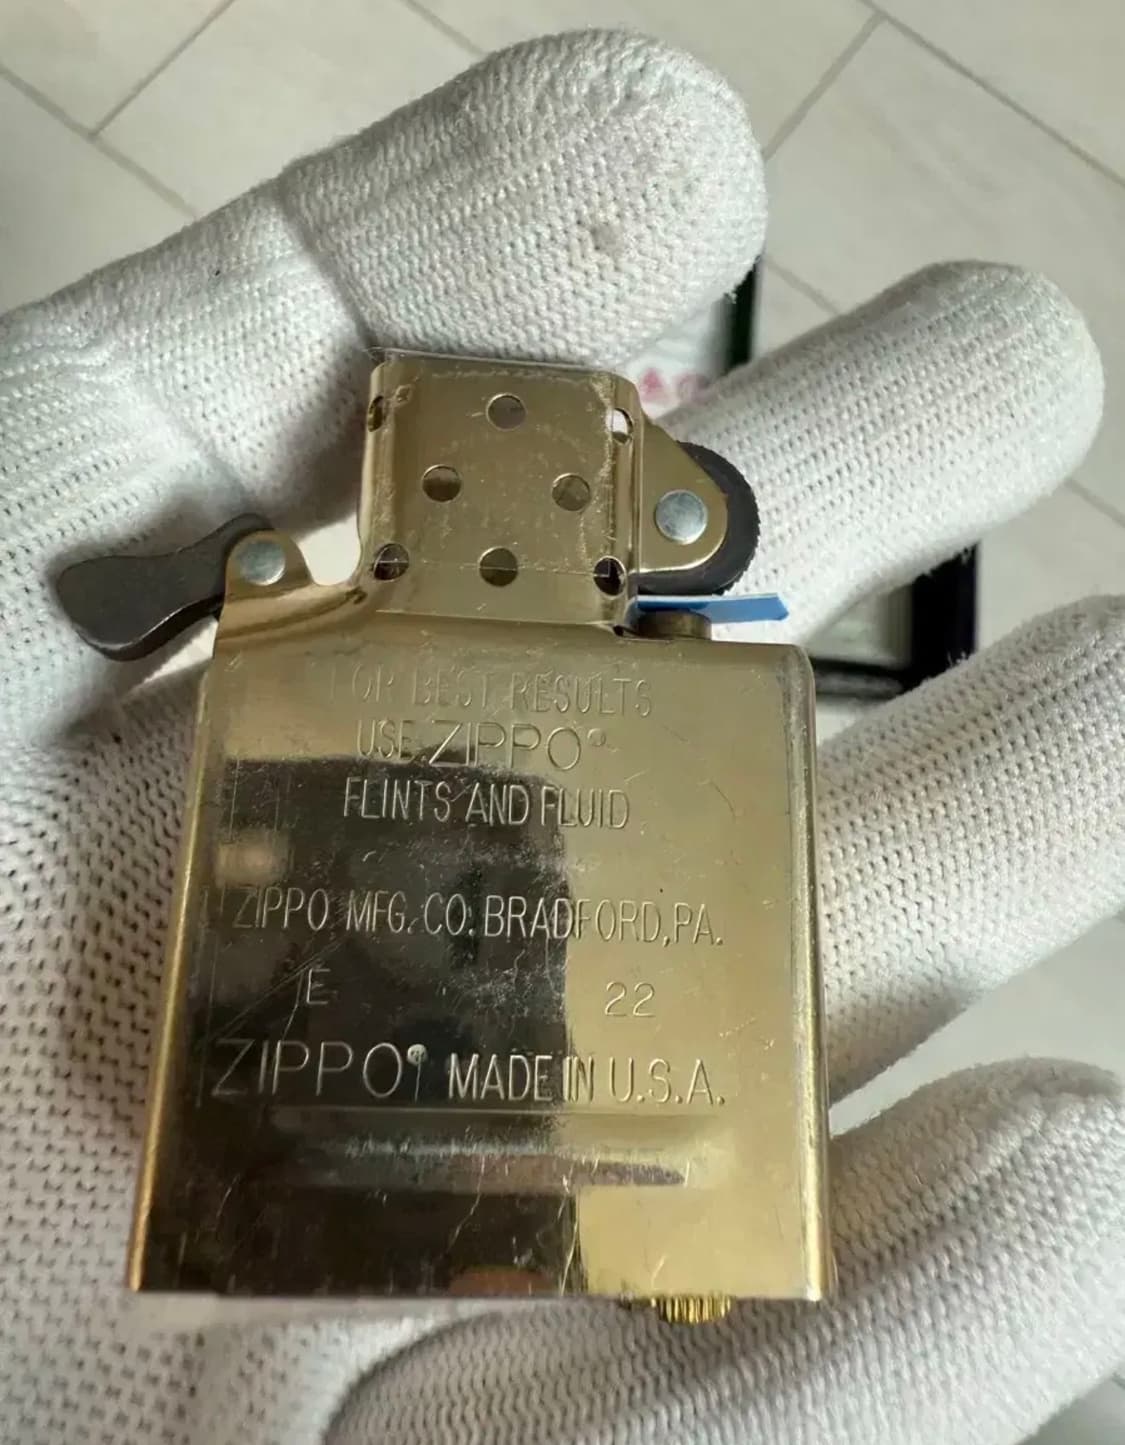 FOR BEST RESULTS
USE ZIPPO®
FLINTS AND FLUID
ZIPPO MFG. CO. BRADFORD, PA.
E 22
ZIPPO® MADE IN U.S.A.